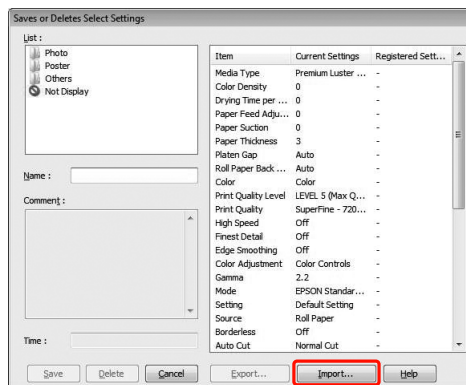 Saves or Deletes Select Settings
List :
Photo
Poster
Others
Not Display
Name :
Comment :
Time :
Item Current Settings Registered Sett...
Media Type Premium Luster ... -
Color Density 0 -
Drying Time per ... 0 -
Paper Feed Adju... 0 -
Paper Suction 0 -
Paper Thickness 3 -
Platen Gap Auto -
Roll Paper Back ... Auto -
Color Color -
Print Quality Level LEVEL 5 (Max Q... -
Print Quality SuperFine - 720... -
High Speed Off -
Finest Detail Off -
Edge Smoothing Off -
Color Adjustment Color Controls -
Gamma 2.2 -
Mode EPSON Standar... -
Setting Default Setting -
Source Roll Paper -
Borderless Off -
Auto Cut Normal Cut -
Save Delete Cancel Export... Import... Help